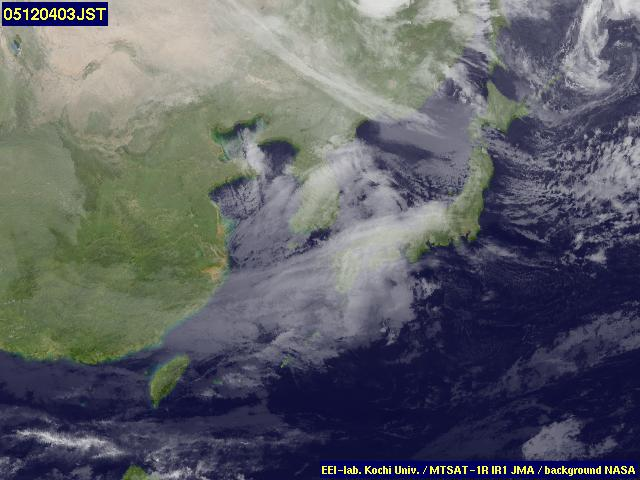 05120403JST
EEI-lab. Kochi Univ. / MTSAT-1R IR1 JMA / background NASA